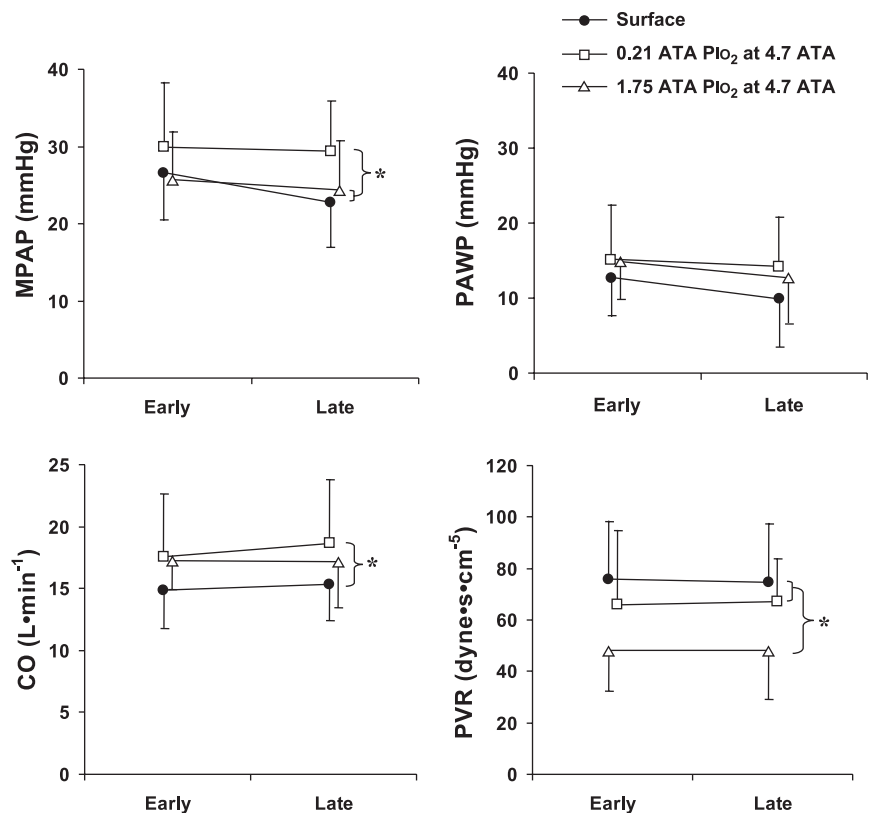 Surface
0.21 ATA PIO₂ at 4.7 ATA
1.75 ATA PIO₂ at 4.7 ATA
MPAP (mmHg)
40
30
20
10
0
*
Early Late
PAWP (mmHg)
40
30
20
10
0
Early Late
CO (L•min⁻¹)
25
20
15
10
5
0
*
Early Late
PVR (dyne•s•cm⁻⁵)
120
100
80
60
40
20
0
*
Early Late